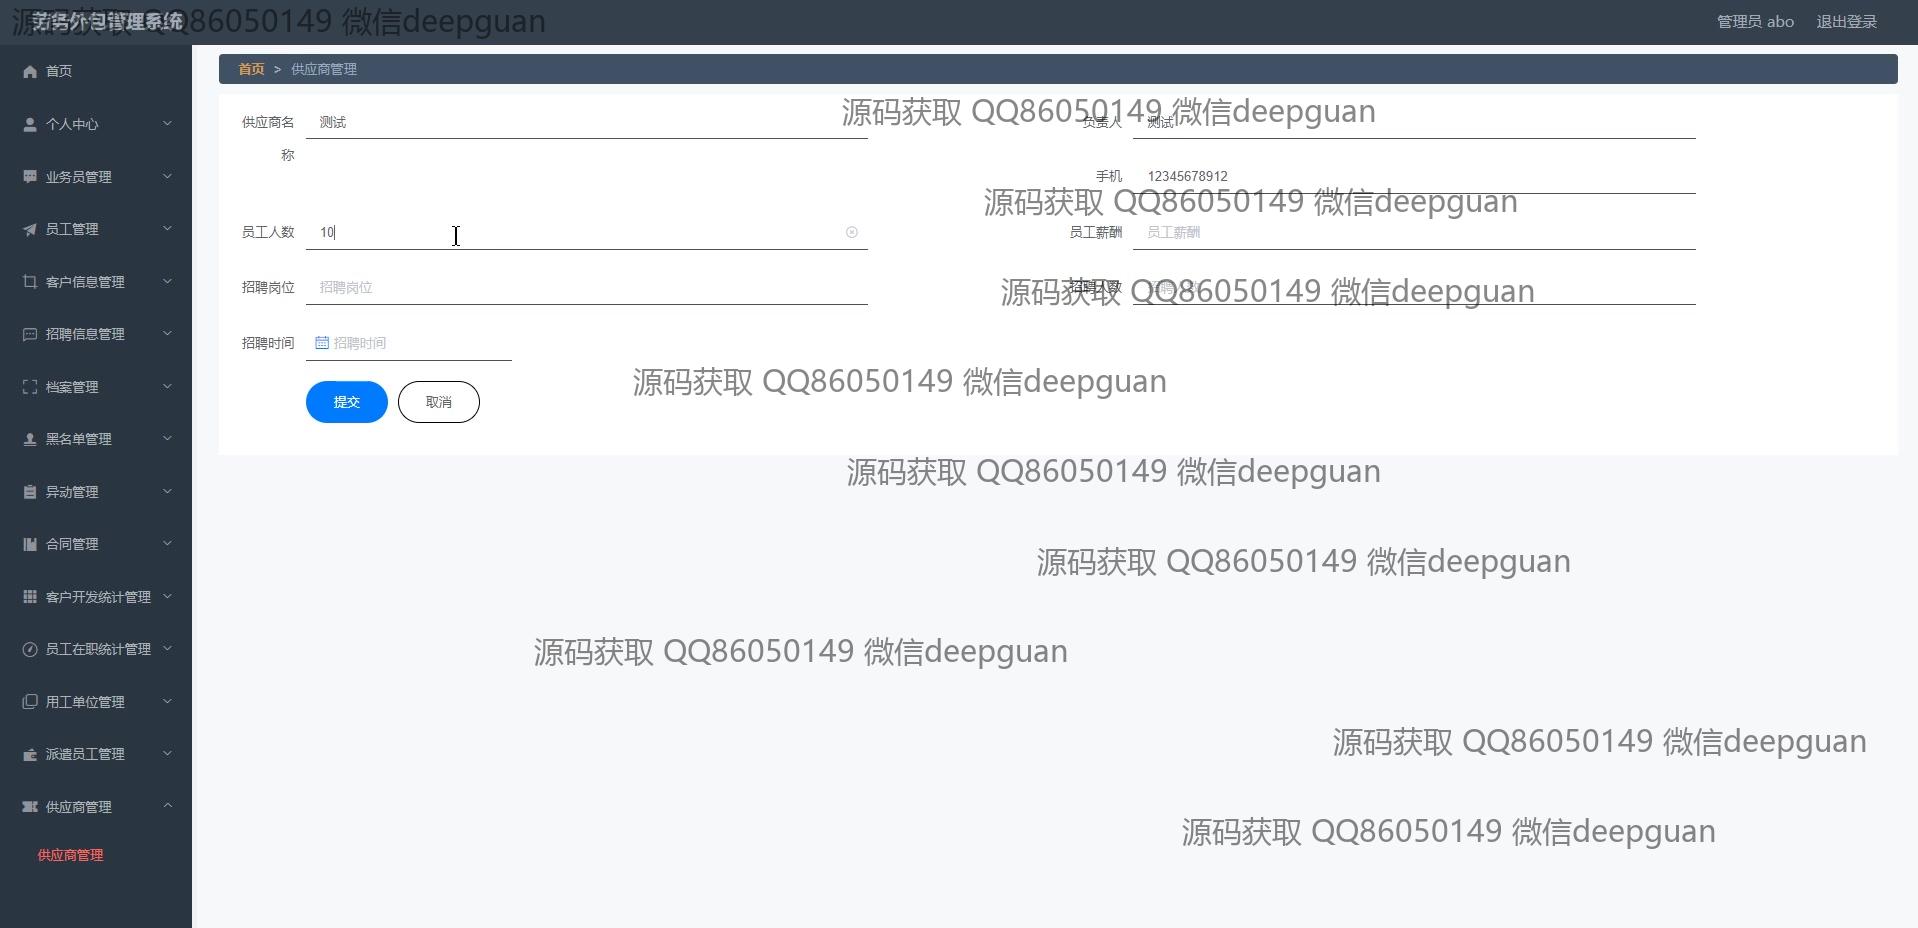 劳务外包管理系统
源码获取 QQ86050149 微信deepguan
管理员 abo 退出登录
首页
个人中心
业务员管理
员工管理
客户信息管理
招聘信息管理
档案管理
黑名单管理
异动管理
合同管理
客户开发统计管理
员工在职统计管理
用工单位管理
派遣员工管理
供应商管理
供应商管理
首页 > 供应商管理
源码获取 QQ86050149 微信deepguan
供应商名称 测试
负责人 测试
手机 12345678912
源码获取 QQ86050149 微信deepguan
员工人数 10
员工薪酬 员工薪酬
招聘岗位 招聘岗位
招聘人数 招聘人数
源码获取 QQ86050149 微信deepguan
招聘时间 招聘时间
提交 取消
源码获取 QQ86050149 微信deepguan
源码获取 QQ86050149 微信deepguan
源码获取 QQ86050149 微信deepguan
源码获取 QQ86050149 微信deepguan
源码获取 QQ86050149 微信deepguan
源码获取 QQ86050149 微信deepguan